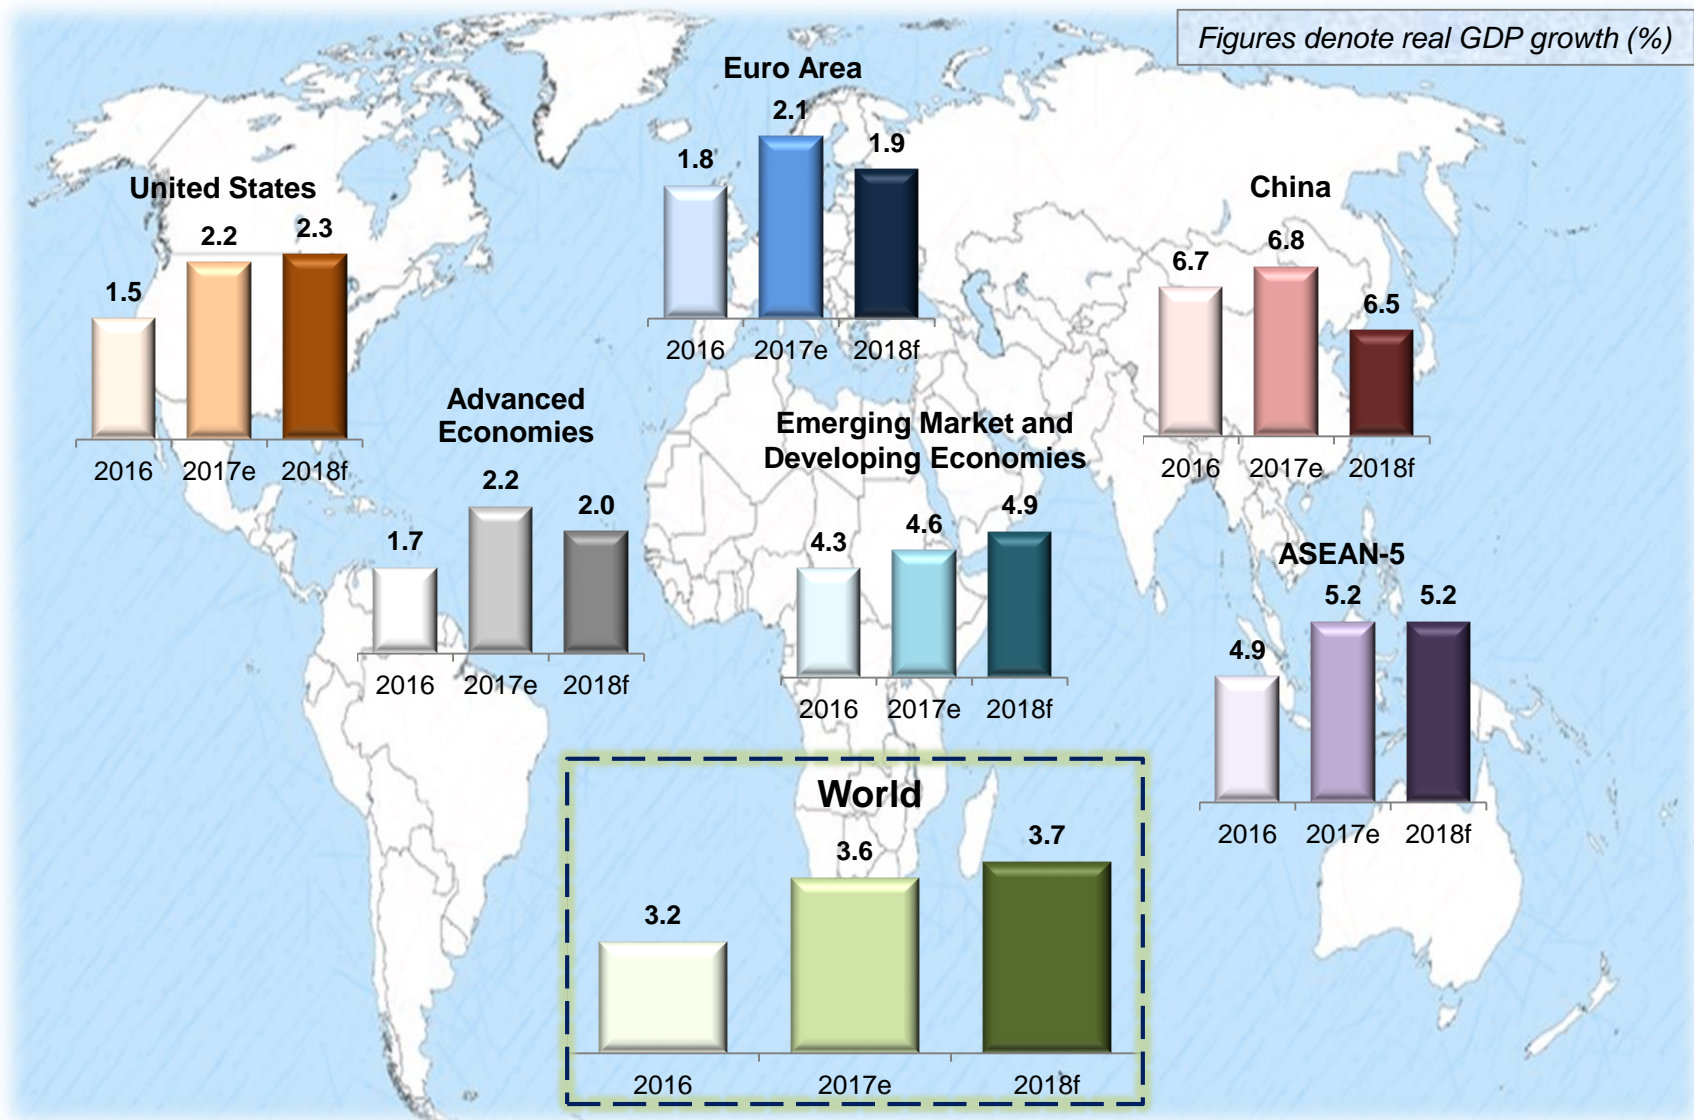 Figures denote real GDP growth (%)
Euro Area
1.8
2.1
1.9
2016
2017e
2018f
United States
1.5
2.2
2.3
2016
2017e
2018f
China
6.7
6.8
6.5
2016
2017e
2018f
Advanced
Economies
1.7
2.2
2.0
2016
2017e
2018f
Emerging Market and
Developing Economies
4.3
4.6
4.9
2016
2017e
2018f
ASEAN-5
4.9
5.2
5.2
2016
2017e
2018f
World
3.2
3.6
3.7
2016
2017e
2018f